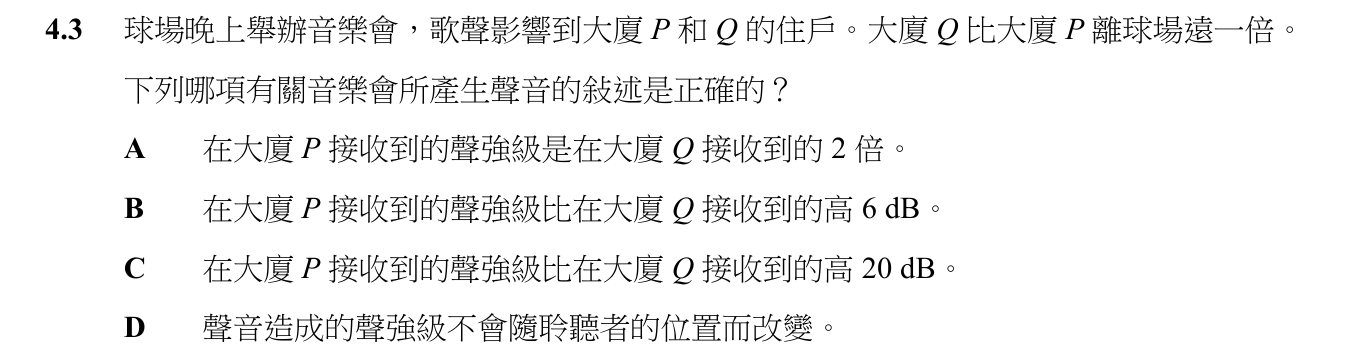 4.3 球場晚上舉辦音樂會，歌聲影響到大廈 P 和 Q 的住戶。大廈 Q 比大廈 P 離球場遠一倍。
下列哪項有關音樂會所產生聲音的敍述是正確的？
A 在大廈 P 接收到的聲強級是在大廈 Q 接收到的 2 倍。
B 在大廈 P 接收到的聲強級比在大廈 Q 接收到的高 6 dB。
C 在大廈 P 接收到的聲強級比在大廈 Q 接收到的高 20 dB。
D 聲音造成的聲強級不會隨聆聽者的位置而改變。